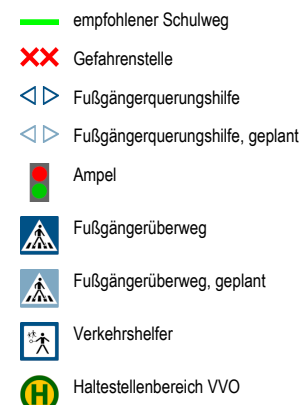 empfohlener Schulweg
Gefahrenstelle
Fußgängerquerungshilfe
Fußgängerquerungshilfe, geplant
Ampel
Fußgängerüberweg
Fußgängerüberweg, geplant
Verkehrshelfer
H Haltestellenbereich VVO